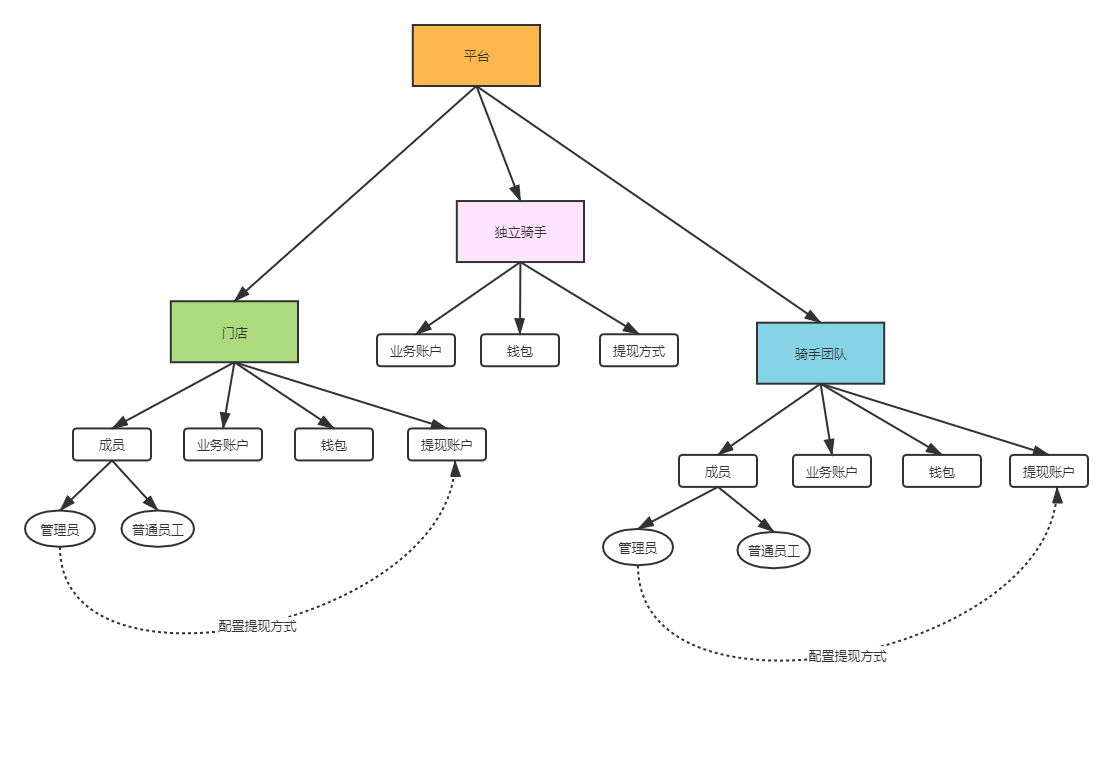 平台
独立骑手
门店
骑手团队
业务账户
钱包
提现方式
成员
业务账户
钱包
提现账户
成员
业务账户
钱包
提现账户
管理员
普通员工
管理员
普通员工
配置提现方式
配置提现方式